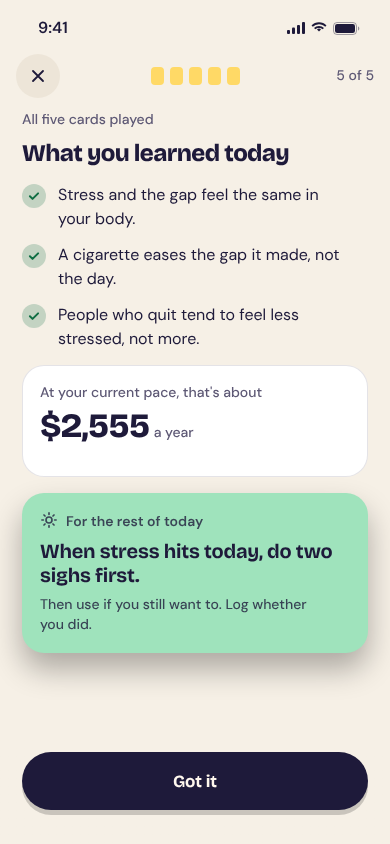 9:41
5 of 5
All five cards played
What you learned today
Stress and the gap feel the same in
your body.
A cigarette eases the gap it made, not
the day.
People who quit tend to feel less
stressed, not more.
At your current pace, that's about
$2,555 a year
For the rest of today
When stress hits today, do two
sighs first.
Then use if you still want to. Log whether
you did.
Got it